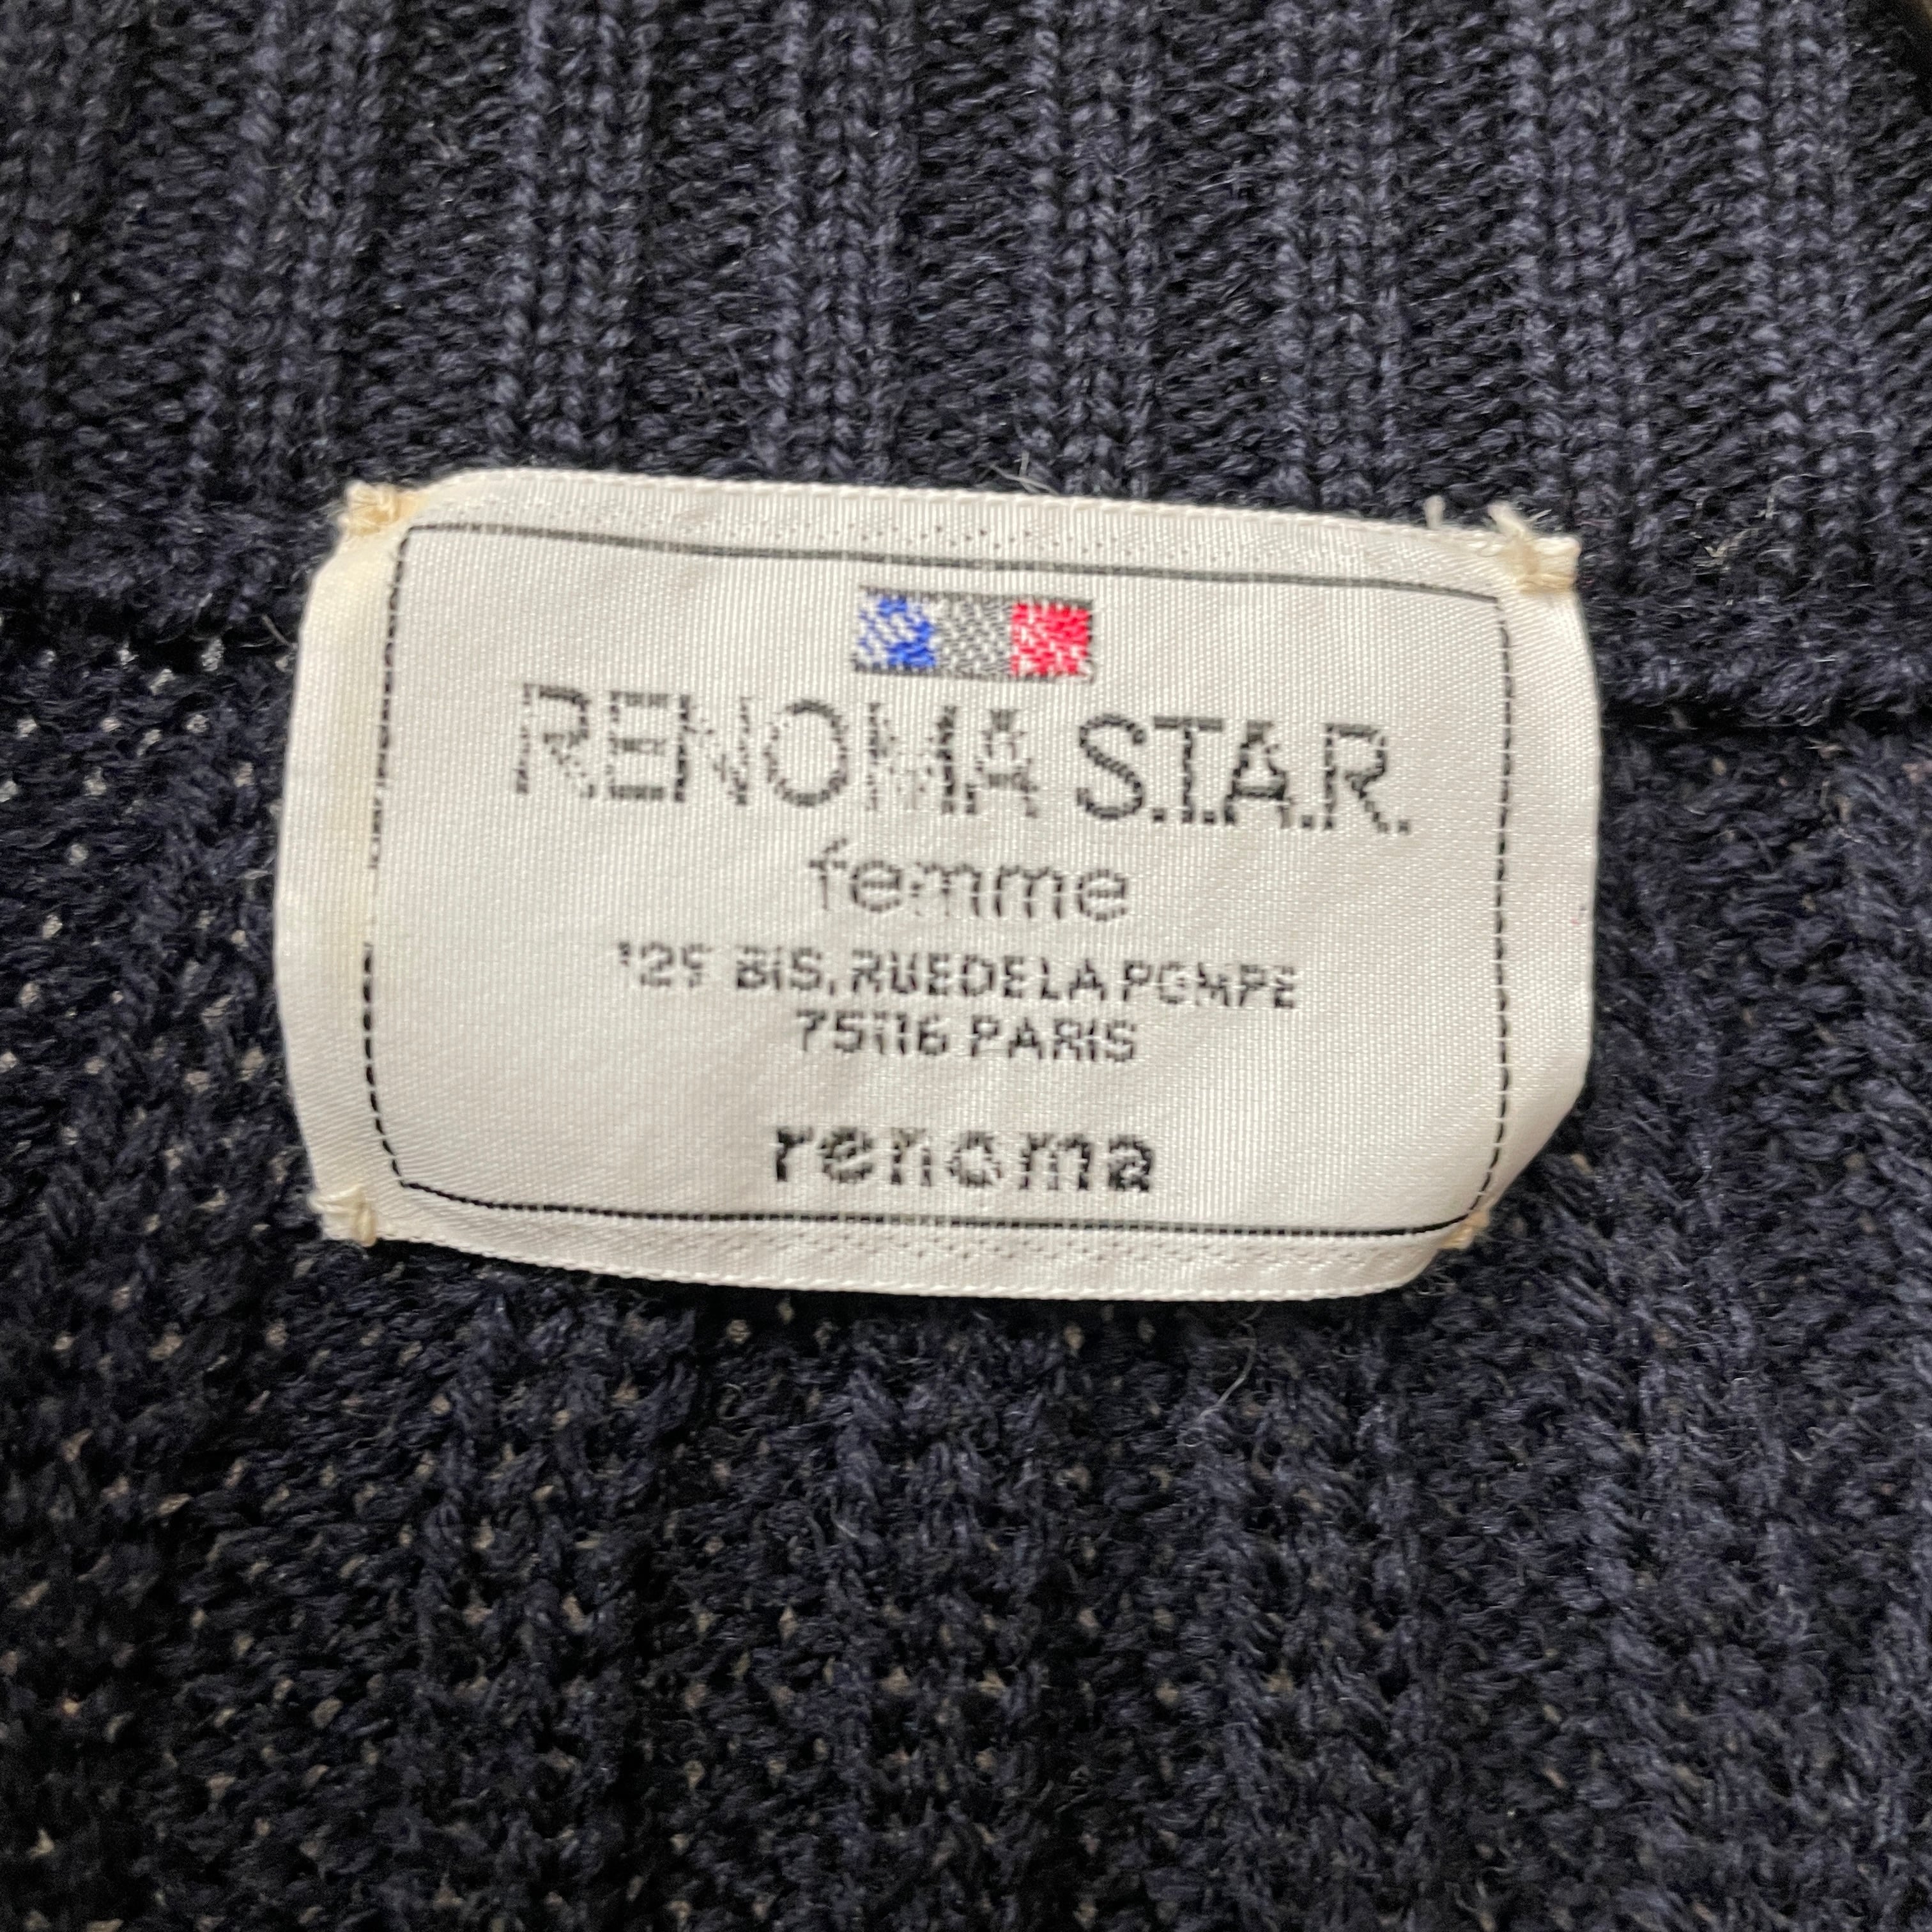 RENOMA S.T.A.R.
femme
129 BIS, RUE DE LA POMPE
75116 PARIS
renoma